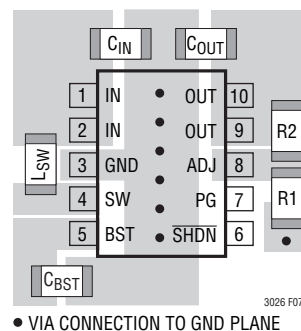 CIN COUT
1 IN • OUT 10
2 IN • OUT 9 R2
LSW 3 GND • ADJ 8
4 SW • PG 7 R1
5 BST • SHDN 6
CBST
3026 F07
• VIA CONNECTION TO GND PLANE